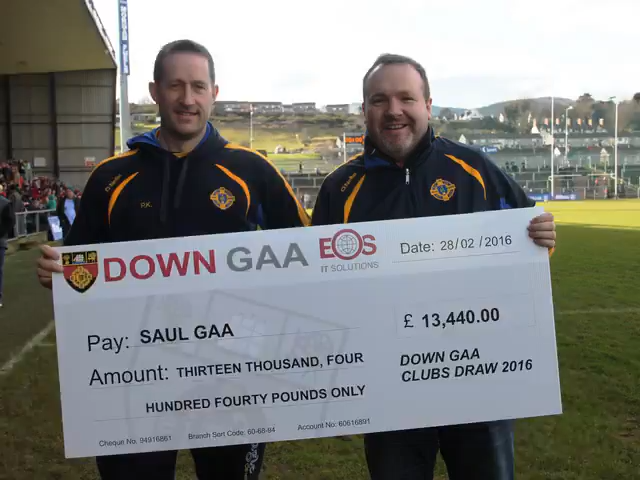 DOWN GAA EOS
IT SOLUTIONS
Date: 28/02/2016
Pay: SAUL GAA
£ 13,440.00
Amount: THIRTEEN THOUSAND, FOUR
HUNDRED FOURTY POUNDS ONLY
DOWN GAA
CLUBS DRAW 2016
Cheque No. 94916861 Branch Sort Code: 60-68-94 Account No: 60616891
P.K.